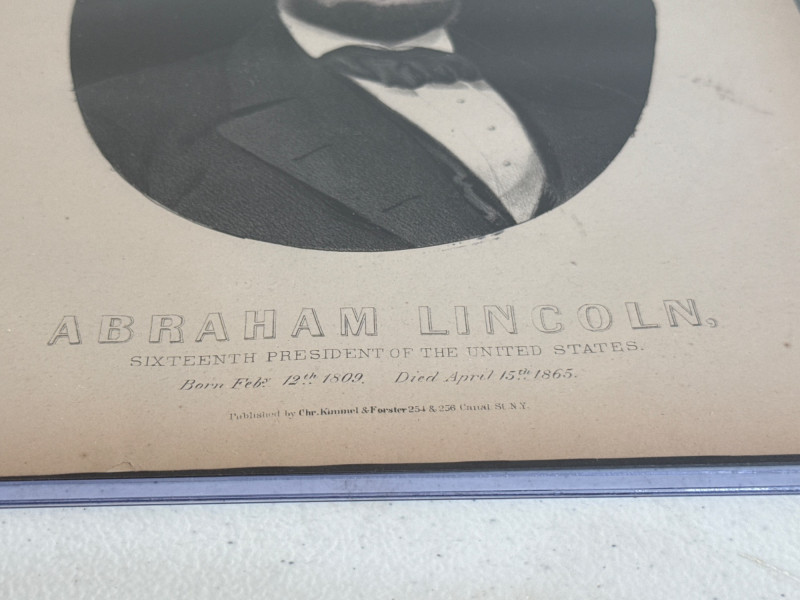 ABRAHAM LINCOLN,
SIXTEENTH PRESIDENT OF THE UNITED STATES.
Born Feby. 12th 1809. Died April 15th 1865.
Published by Chr. Kimmel & Forster 254 & 256 Canal St. N.Y.